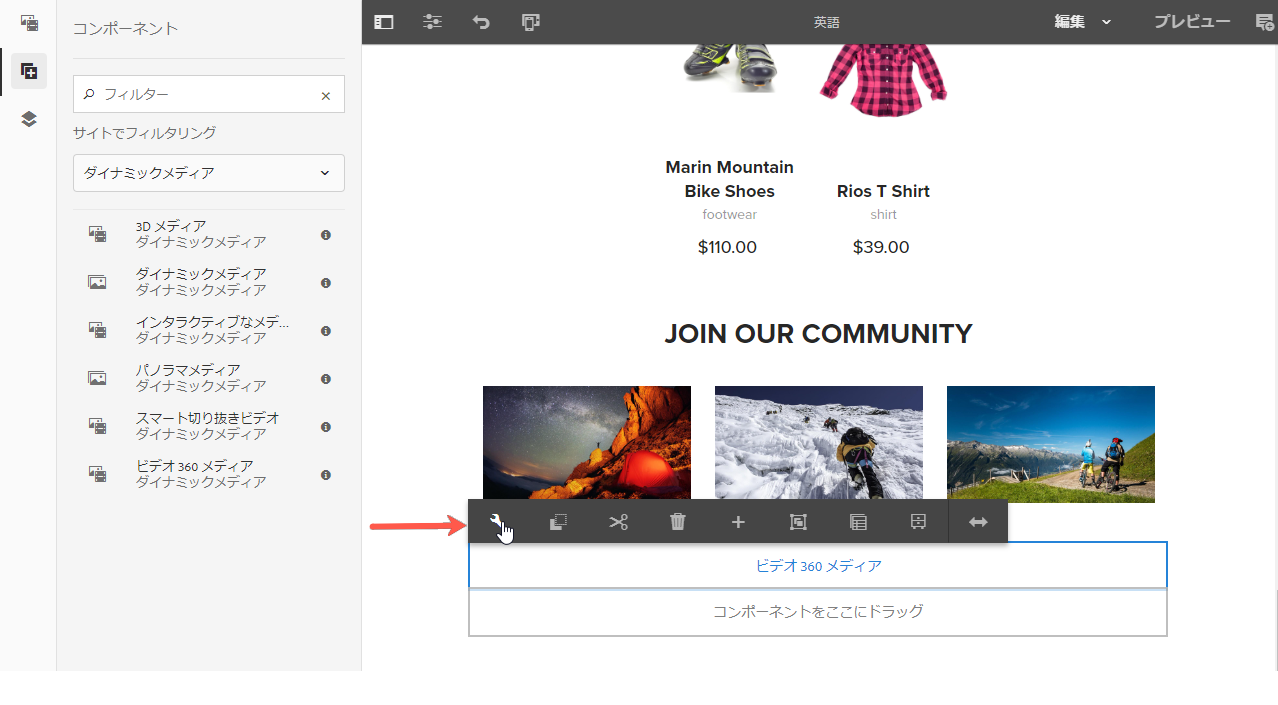 コンポーネント
フィルター
サイトでフィルタリング
ダイナミックメディア
3D メディア
ダイナミックメディア
ダイナミックメディア
ダイナミックメディア
インタラクティブなメデ...
ダイナミックメディア
パノラマメディア
ダイナミックメディア
スマート切り抜きビデオ
ダイナミックメディア
ビデオ 360 メディア
ダイナミックメディア
英語
編集
プレビュー
Marin Mountain
Bike Shoes
footwear
$110.00
Rios T Shirt
shirt
$39.00
JOIN OUR COMMUNITY
ビデオ 360 メディア
コンポーネントをここにドラッグ